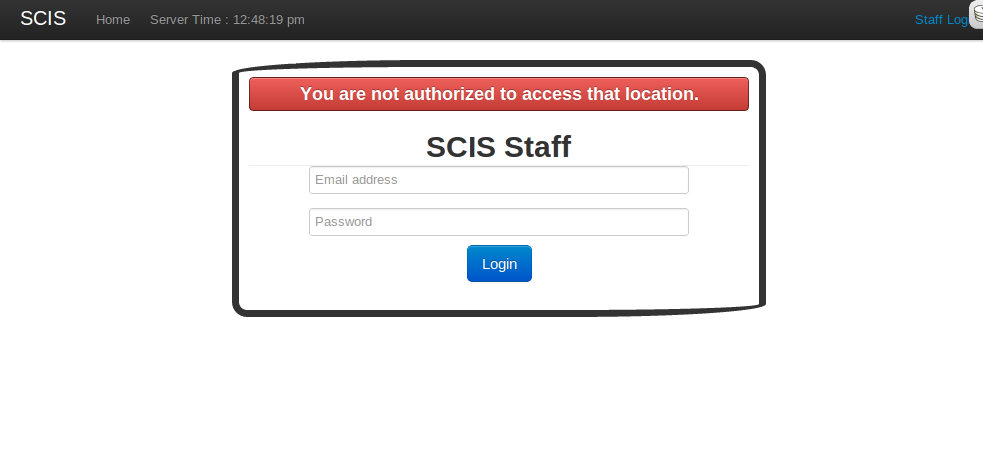 SCIS Home Server Time : 12:48:19 pm Staff Log
You are not authorized to access that location.
SCIS Staff
Email address
Password
Login